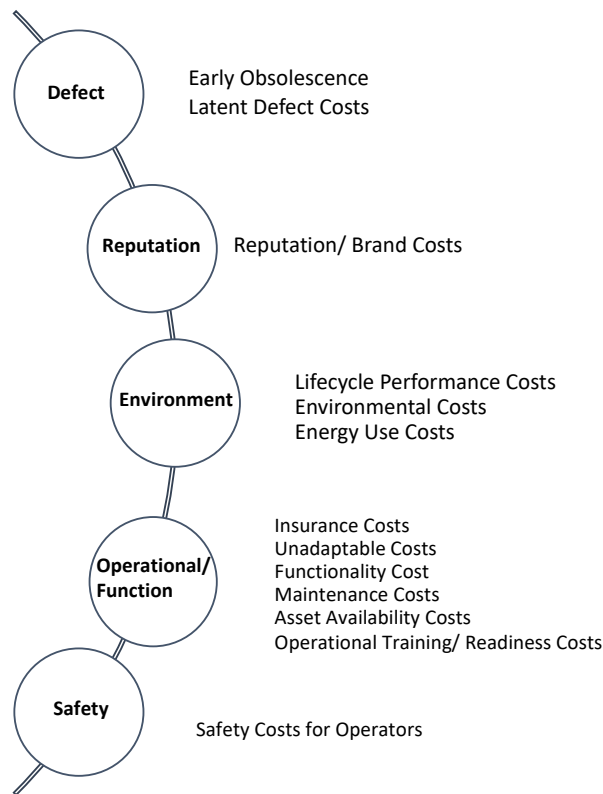 Defect
Early Obsolescence
Latent Defect Costs
Reputation
Reputation/ Brand Costs
Environment
Lifecycle Performance Costs
Environmental Costs
Energy Use Costs
Operational/
Function
Insurance Costs
Unadaptable Costs
Functionality Cost
Maintenance Costs
Asset Availability Costs
Operational Training/ Readiness Costs
Safety
Safety Costs for Operators